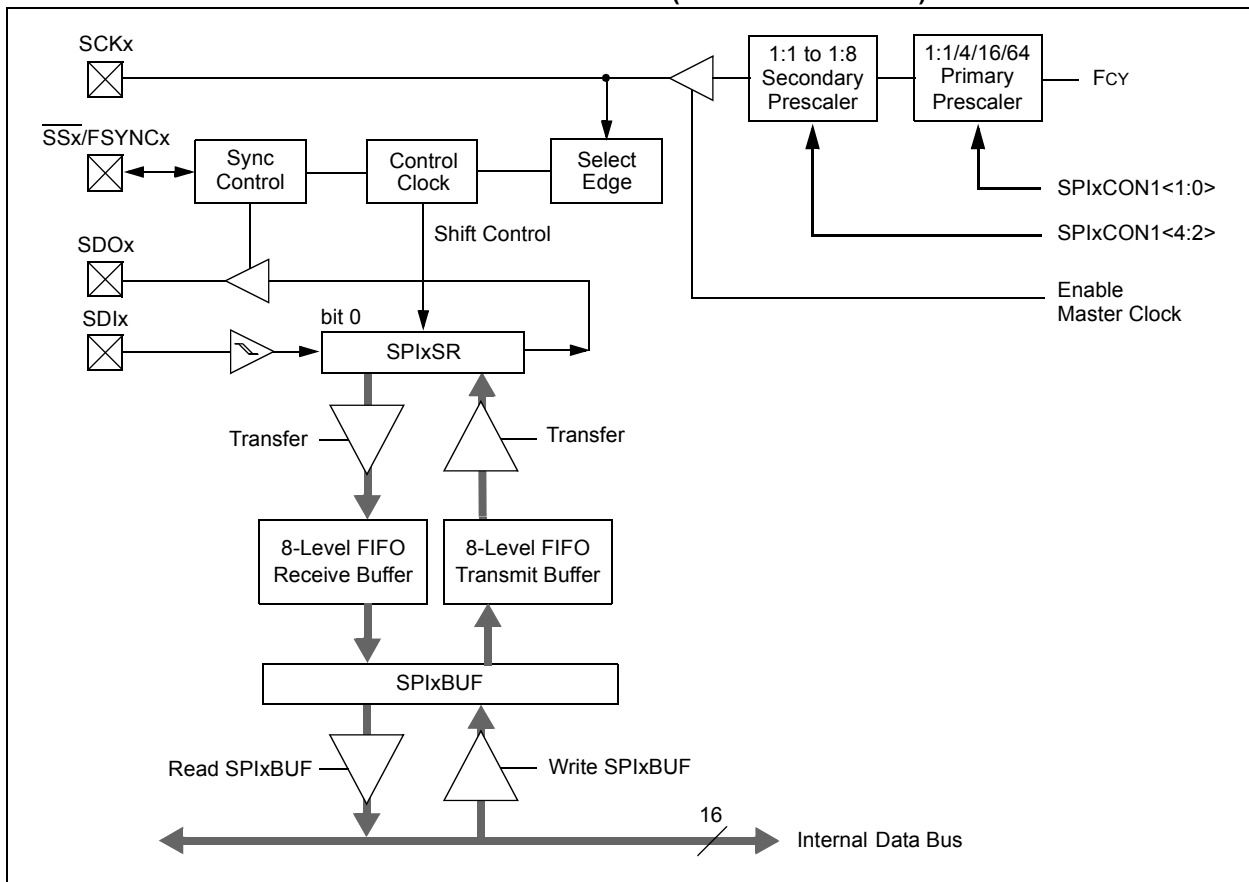 SCKx
1:1 to 1:8
Secondary
Prescaler
1:1/4/16/64
Primary
Prescaler
FCY
SSx/FSYNCx
Sync
Control
Control
Clock
Select
Edge
SPIxCON1<1:0>
SPIxCON1<4:2>
Shift Control
SDOx
Enable
Master Clock
bit 0
SDIx
SPIxSR
Transfer
Transfer
8-Level FIFO
Receive Buffer
8-Level FIFO
Transmit Buffer
SPIxBUF
Read SPIxBUF
Write SPIxBUF
16
Internal Data Bus